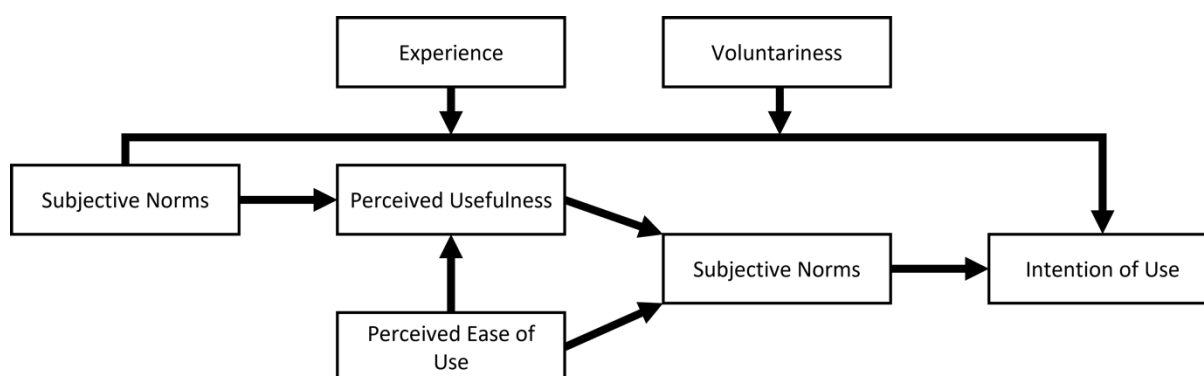 Experience
Voluntariness
Subjective Norms
Perceived Usefulness
Subjective Norms
Intention of Use
Perceived Ease of
Use